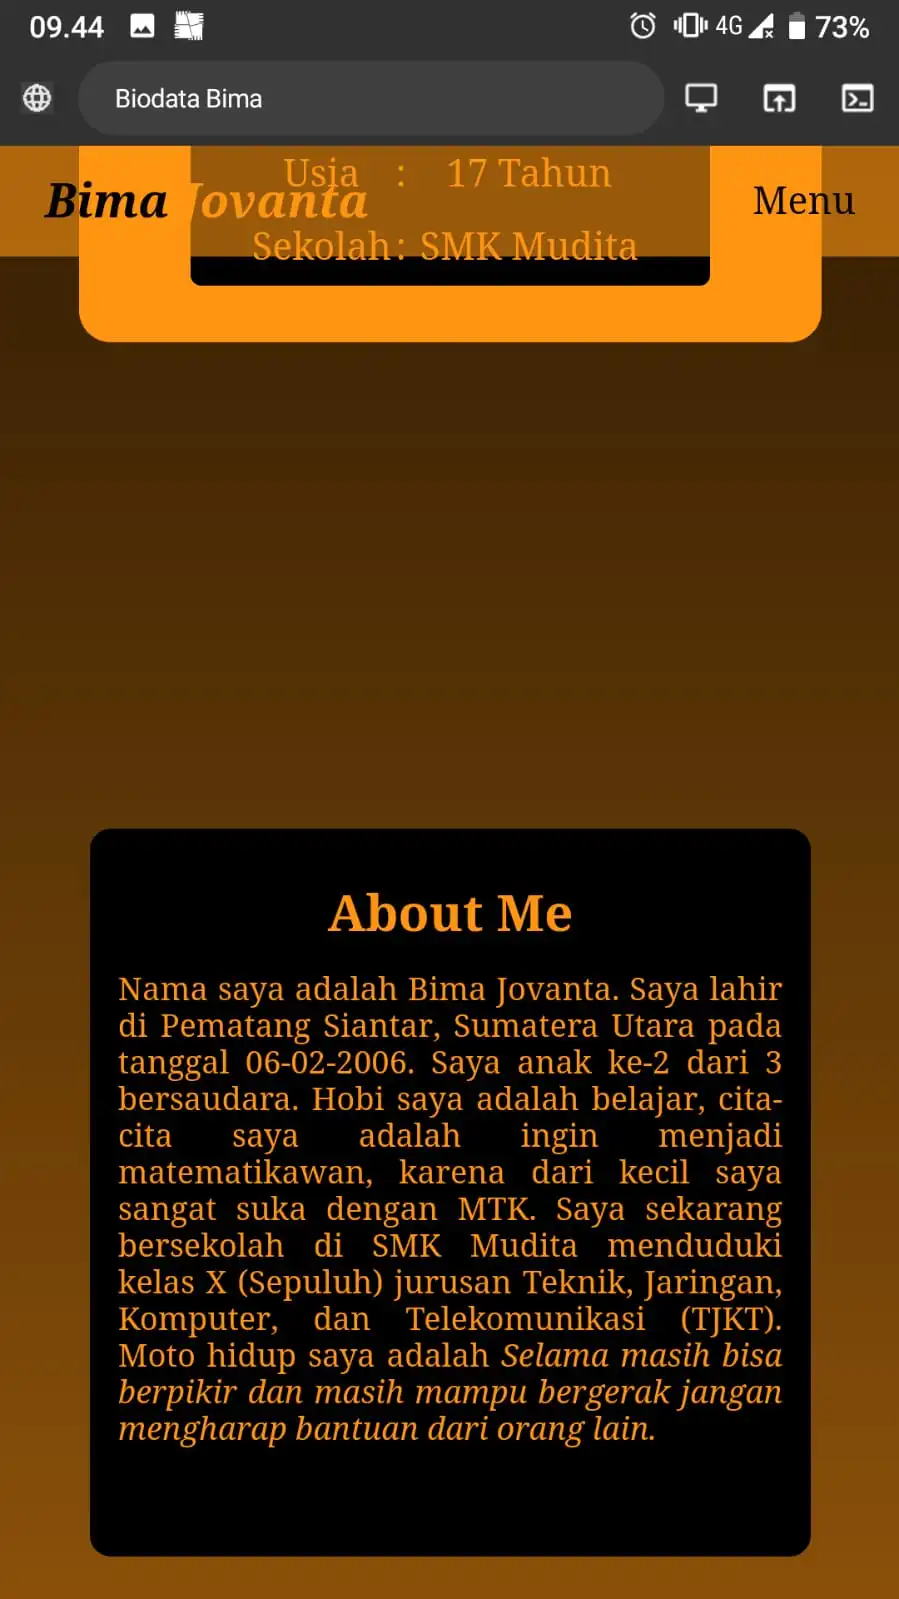 09.44 4G 73%
Biodata Bima
Usia : 17 Tahun
Bima Jovanta Menu
Sekolah : SMK Mudita
About Me
Nama saya adalah Bima Jovanta. Saya lahir
di Pematang Siantar, Sumatera Utara pada
tanggal 06-02-2006. Saya anak ke-2 dari 3
bersaudara. Hobi saya adalah belajar, cita-
cita saya adalah ingin menjadi
matematikawan, karena dari kecil saya
sangat suka dengan MTK. Saya sekarang
bersekolah di SMK Mudita menduduki
kelas X (Sepuluh) jurusan Teknik, Jaringan,
Komputer, dan Telekomunikasi (TJKT).
Moto hidup saya adalah Selama masih bisa
berpikir dan masih mampu bergerak jangan
mengharap bantuan dari orang lain.